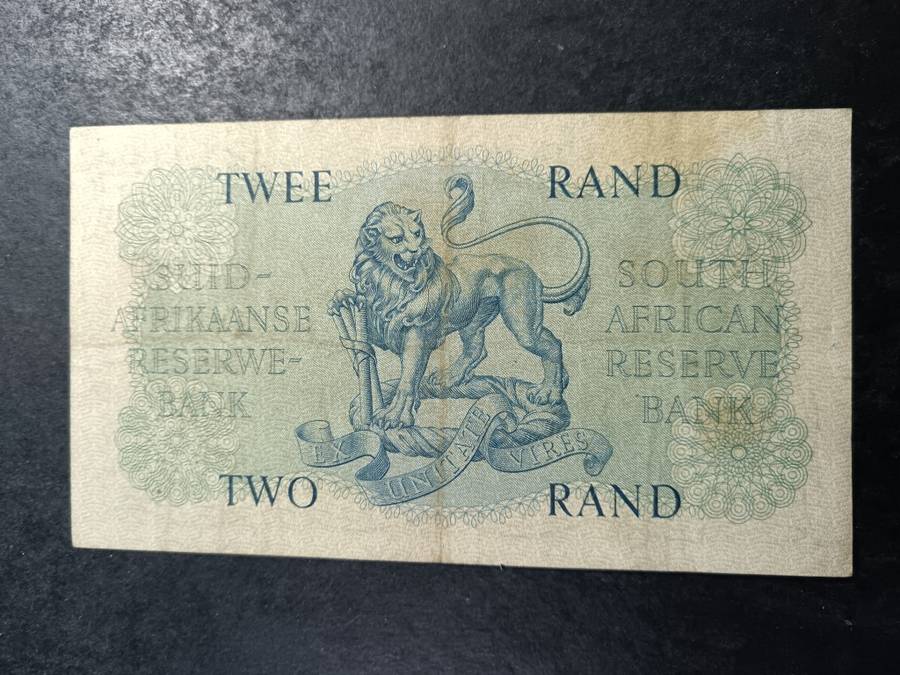 TWEE RAND
SUID-
AFRIKAANSE
RESERWE-
BANK
SOUTH
AFRICAN
RESERVE
BANK
EX UNITATE VIRES
TWO RAND